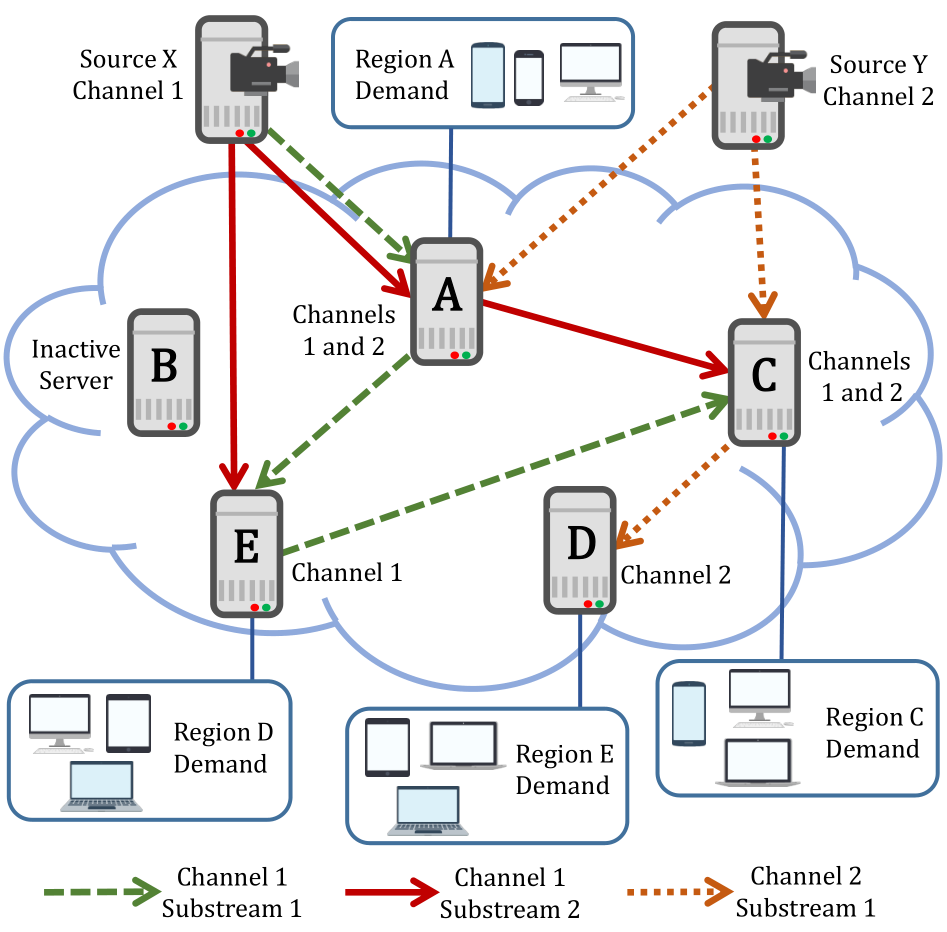 Source X
Channel 1
Region A
Demand
Source Y
Channel 2
A
Channels
1 and 2
Inactive
Server
B
C
Channels
1 and 2
E
Channel 1
D
Channel 2
Region D
Demand
Region E
Demand
Region C
Demand
Channel 1
Substream 1
Channel 1
Substream 2
Channel 2
Substream 1